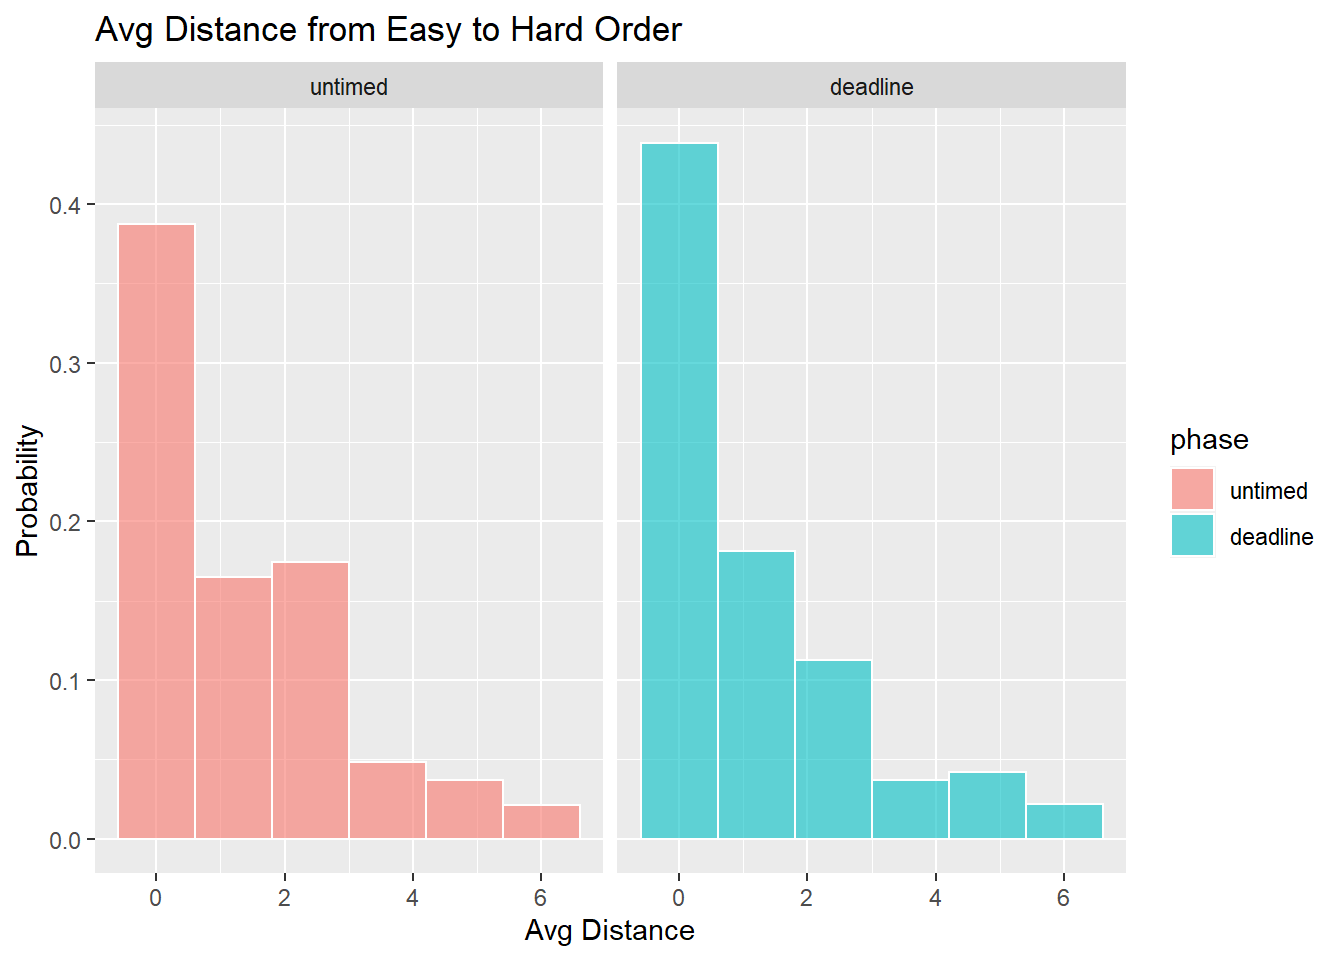 Avg Distance from Easy to Hard Order
untimed
deadline
0.4
0.3
0.2
0.1
0.0
Probability
0 2 4 6
0 2 4 6
Avg Distance
phase
untimed
deadline